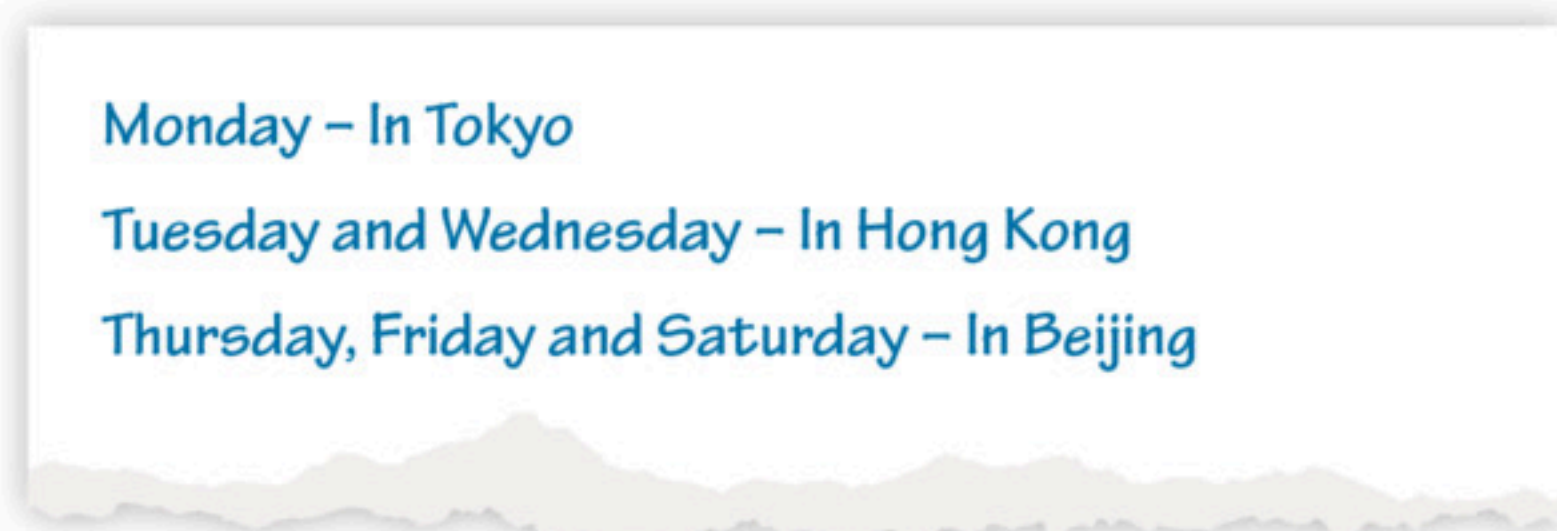 Monday – In Tokyo
Tuesday and Wednesday – In Hong Kong
Thursday, Friday and Saturday – In Beijing